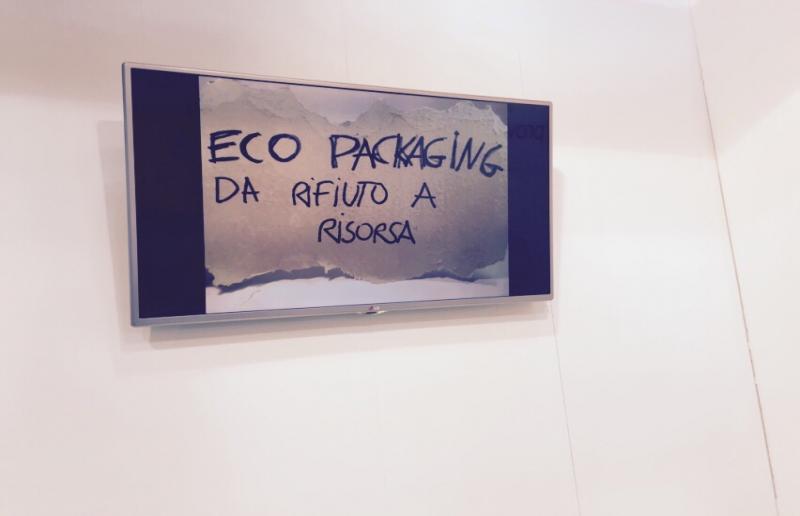 ECO PACKAGING
DA RIFIUTO A
RISORSA